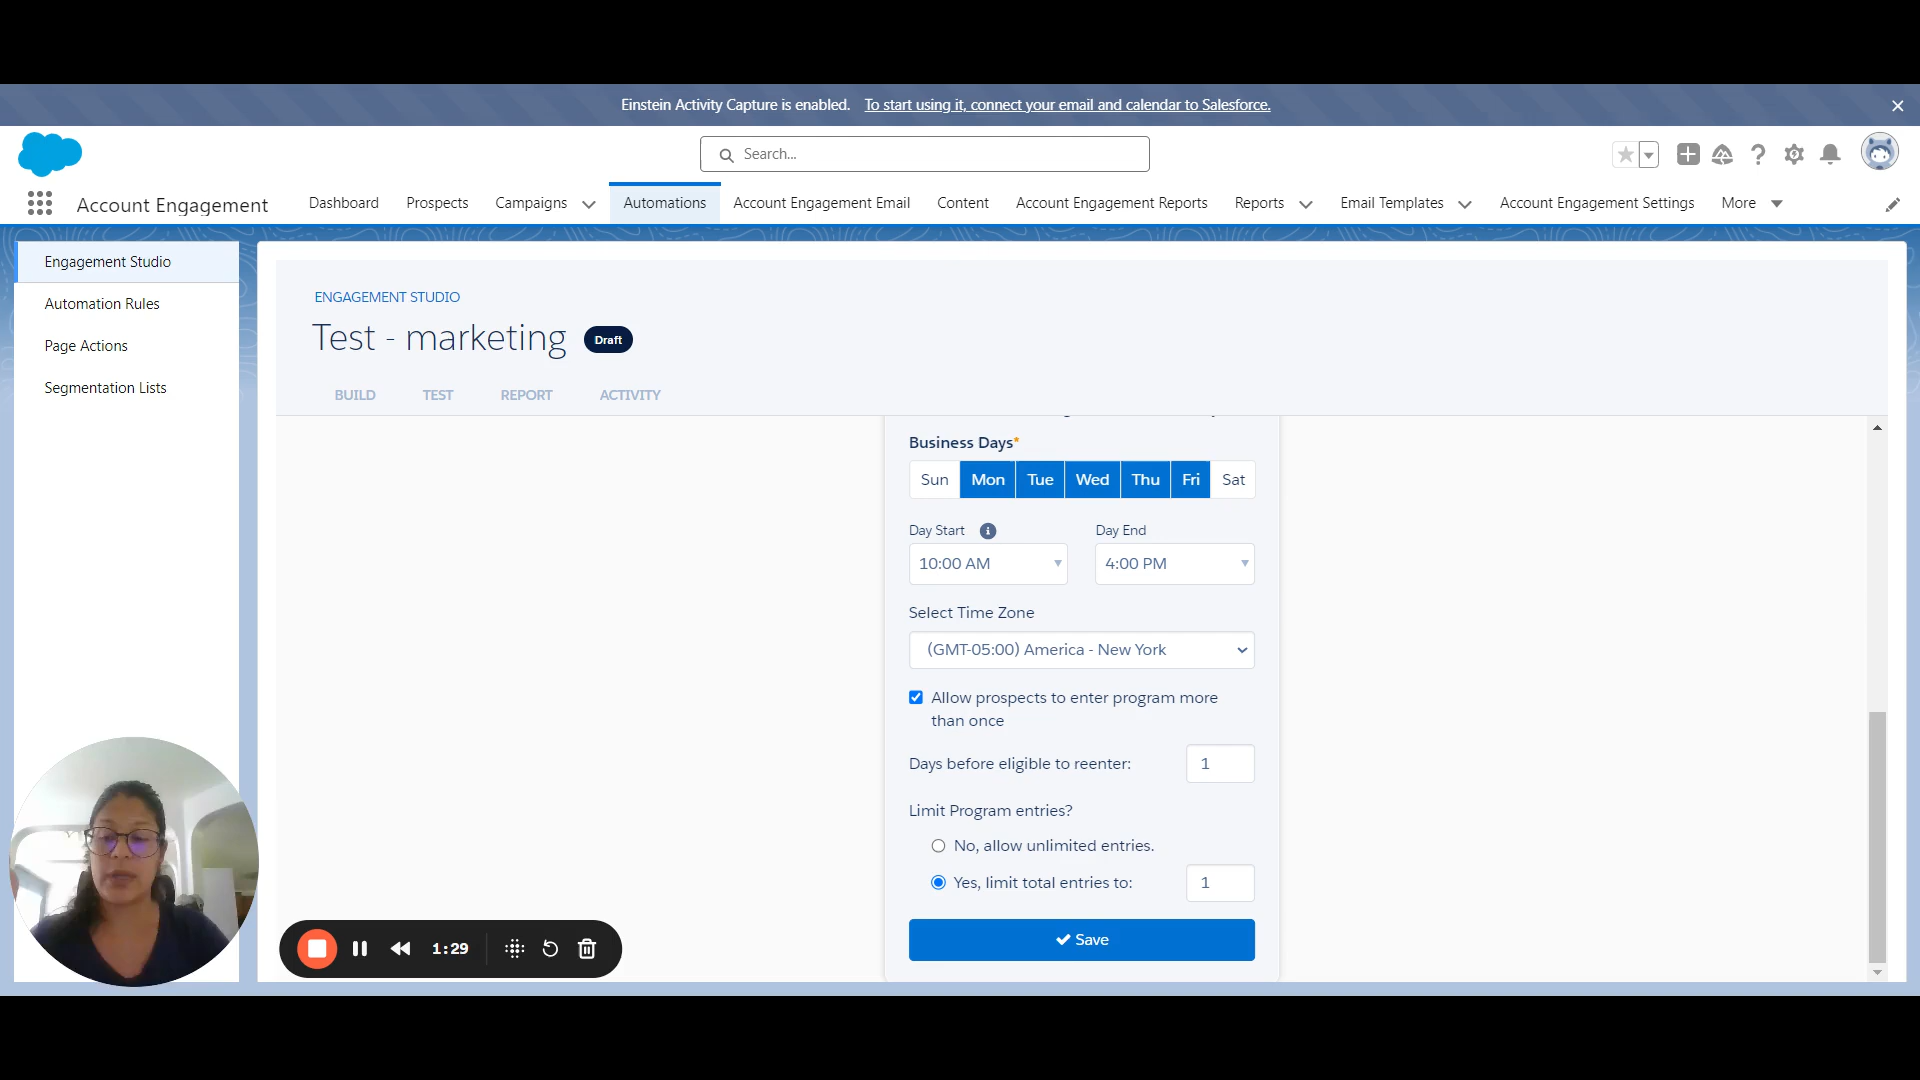 Einstein Activity Capture is enabled. To start using it, connect your email and calendar to Salesforce.
Search...
Account Engagement Dashboard Prospects Campaigns Automations Account Engagement Email Content Account Engagement Reports Reports Email Templates Account Engagement Settings More
Engagement Studio
Automation Rules
Page Actions
Segmentation Lists
ENGAGEMENT STUDIO
Test - marketing Draft
BUILD TEST REPORT ACTIVITY
Business Days*
Sun Mon Tue Wed Thu Fri Sat
Day Start Day End
10:00 AM 4:00 PM
Select Time Zone
(GMT-05:00) America - New York
Allow prospects to enter program more
than once
Days before eligible to reenter: 1
Limit Program entries?
No, allow unlimited entries.
Yes, limit total entries to: 1
Save
1:29